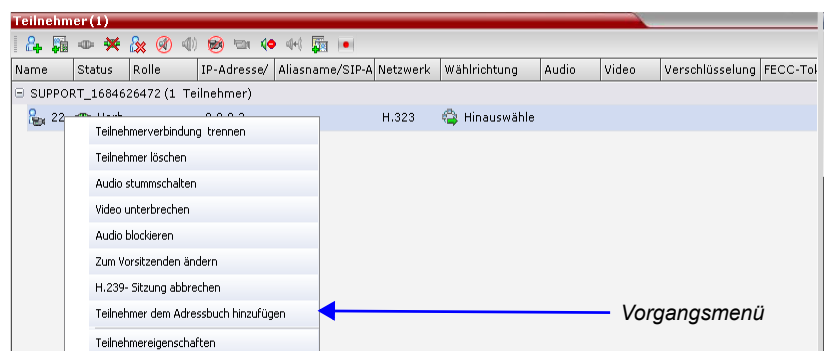 Teilnehmer(1)
Name Status Rolle IP-Adresse/ Aliasname/SIP-A Netzwerk Wählrichtung Audio Video Verschlüsselung FECC-Tok
SUPPORT_1684626472 (1 Teilnehmer)
22 H.323 Hinauswähle
Teilnehmerverbindung trennen
Teilnehmer löschen
Audio stummschalten
Video unterbrechen
Audio blockieren
Zum Vorsitzenden ändern
H.239- Sitzung abbrechen
Teilnehmer dem Adressbuch hinzufügen
Vorgangsmenü
Teilnehmereigenschaften